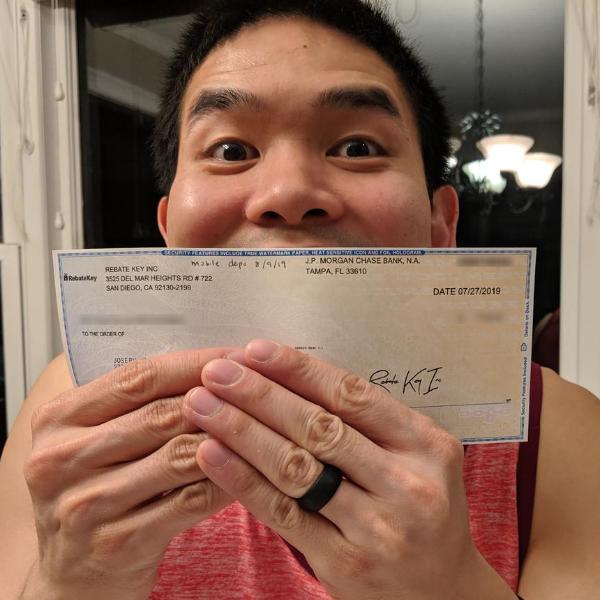 SECURITY FEATURES INCLUDE TRUE WATERMARK PAPER, HEAT SENSITIVE ICON AND FOIL HOLOGRAM
RebateKey
REBATE KEY INC
3525 DEL MAR HEIGHTS RD # 722
SAN DIEGO, CA 92130-2199
mobile depo 8/9/19
J.P. MORGAN CHASE BANK, N.A.
TAMPA, FL 33610
DATE 07/27/2019
TO THE ORDER OF
JOSEPH
Rebate Key Inc
Security Features Included
Details on Back.